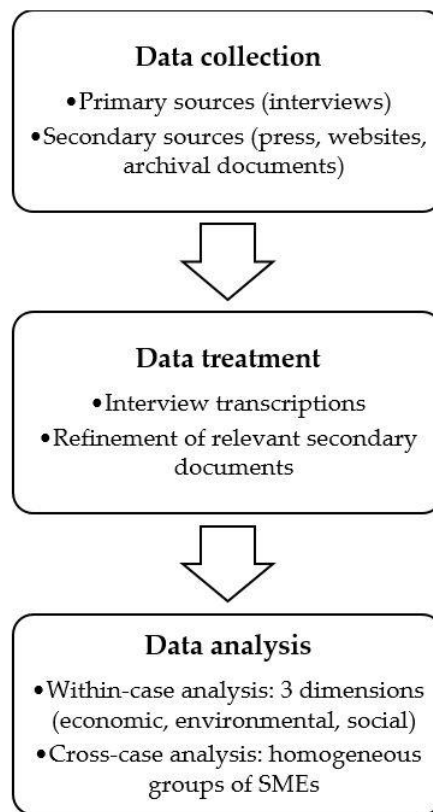 Data collection
•Primary sources (interviews)
•Secondary sources (press, websites,
archival documents)
Data treatment
•Interview transcriptions
•Refinement of relevant secondary
documents
Data analysis
•Within-case analysis: 3 dimensions
(economic, environmental, social)
•Cross-case analysis: homogeneous
groups of SMEs